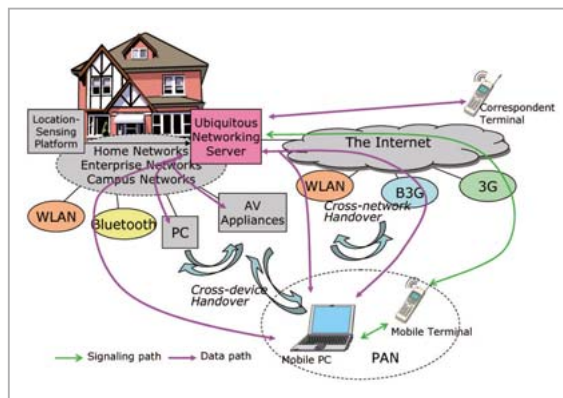 Location-
Sensing
Platform
Ubiquitous
Networking
Server
Correspondent
Terminal
Home Networks
Enterprise Networks
Campus Networks
The Internet
WLAN
Bluetooth
PC
AV
Appliances
WLAN
B3G
3G
Cross-network
Handover
Cross-device
Handover
Mobile PC
Mobile Terminal
PAN
Signaling path
Data path